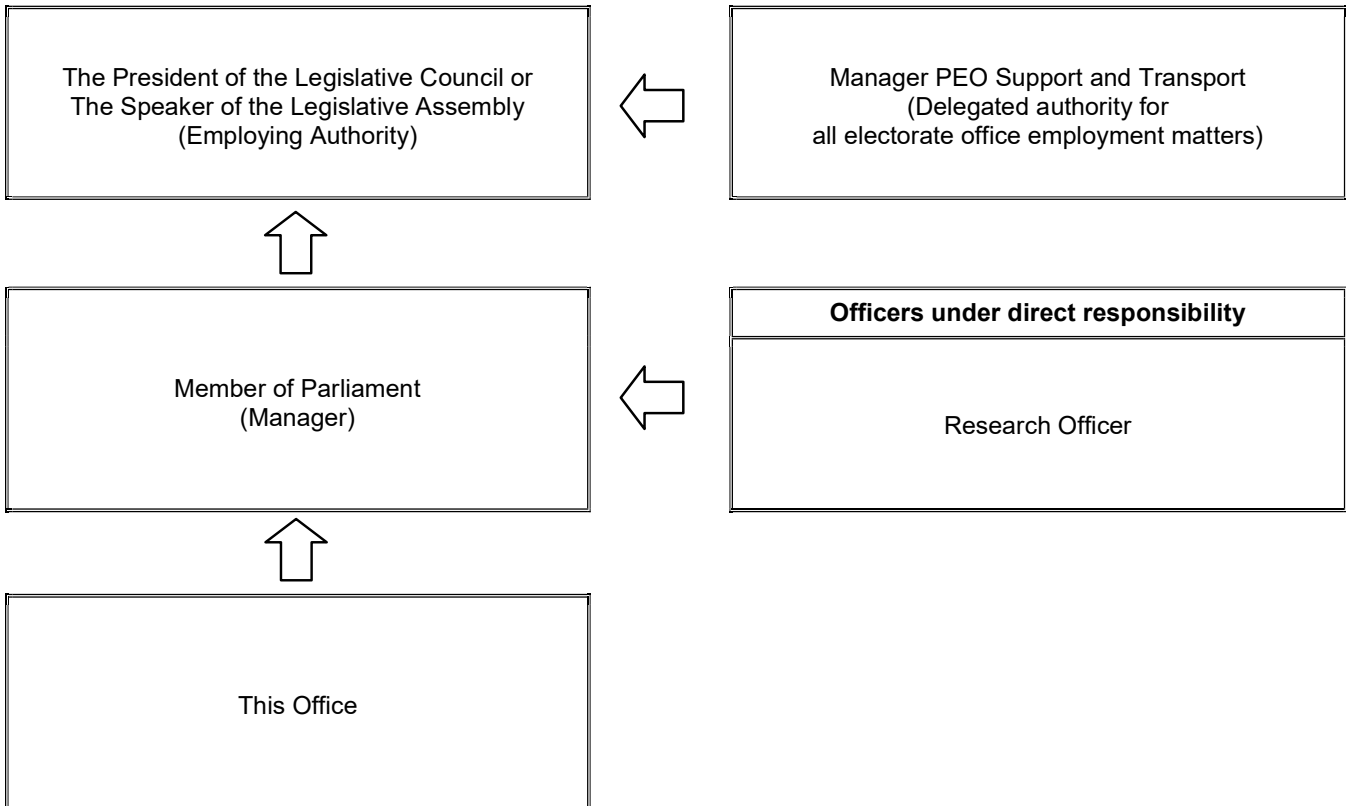 The President of the Legislative Council or
The Speaker of the Legislative Assembly
(Employing Authority)
Manager PEO Support and Transport
(Delegated authority for
all electorate office employment matters)
Member of Parliament
(Manager)
Officers under direct responsibility
Research Officer
This Office